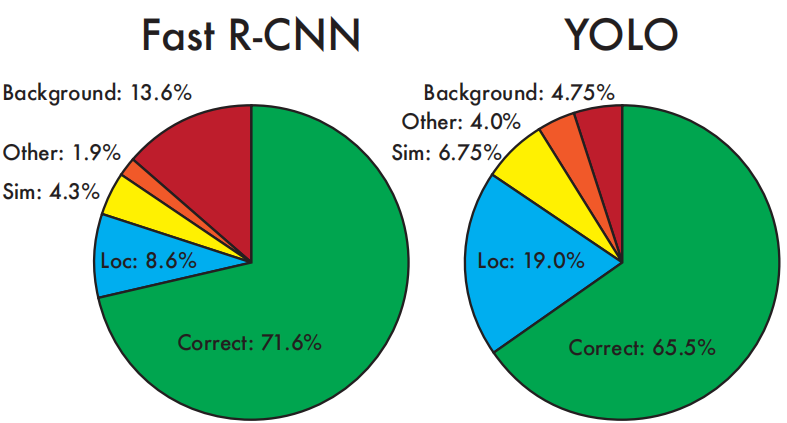 Fast R-CNN
Background: 13.6%
Other: 1.9%
Sim: 4.3%
Loc: 8.6%
Correct: 71.6%
YOLO
Background: 4.75%
Other: 4.0%
Sim: 6.75%
Loc: 19.0%
Correct: 65.5%